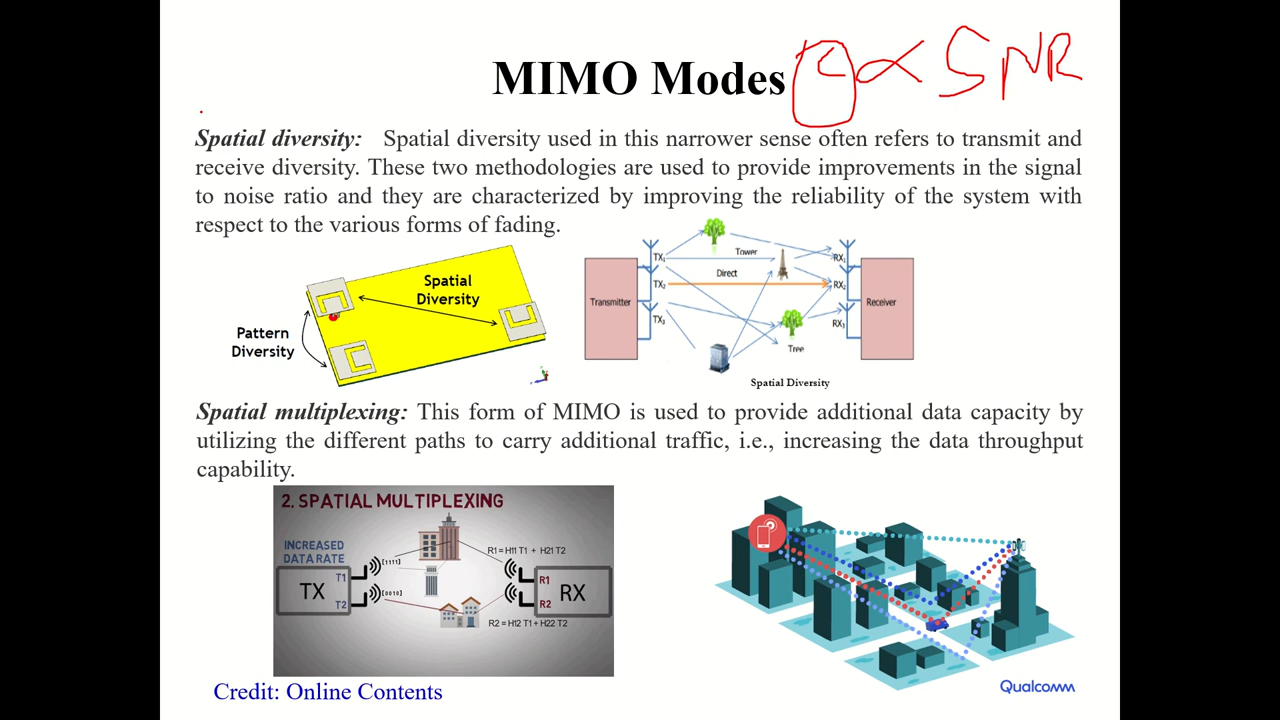 MIMO Modes C ∝ SNR
Spatial diversity: Spatial diversity used in this narrower sense often refers to transmit and
receive diversity. These two methodologies are used to provide improvements in the signal
to noise ratio and they are characterized by improving the reliability of the system with
respect to the various forms of fading.
Spatial
Diversity
Pattern
Diversity
Transmitter
TX1
TX2
TX3
Tower
Direct
Tree
RX1
RX2
RX3
Receiver
Spatial Diversity
Spatial multiplexing: This form of MIMO is used to provide additional data capacity by
utilizing the different paths to carry additional traffic, i.e., increasing the data throughput
capability.
2. SPATIAL MULTIPLEXING
INCREASED
DATA RATE
TX
T1
T2
[1111]
[0010]
R1 = H11 T1 + H21 T2
R1
R2
RX
R2 = H12 T1 + H22 T2
Credit: Online Contents
Qualcomm